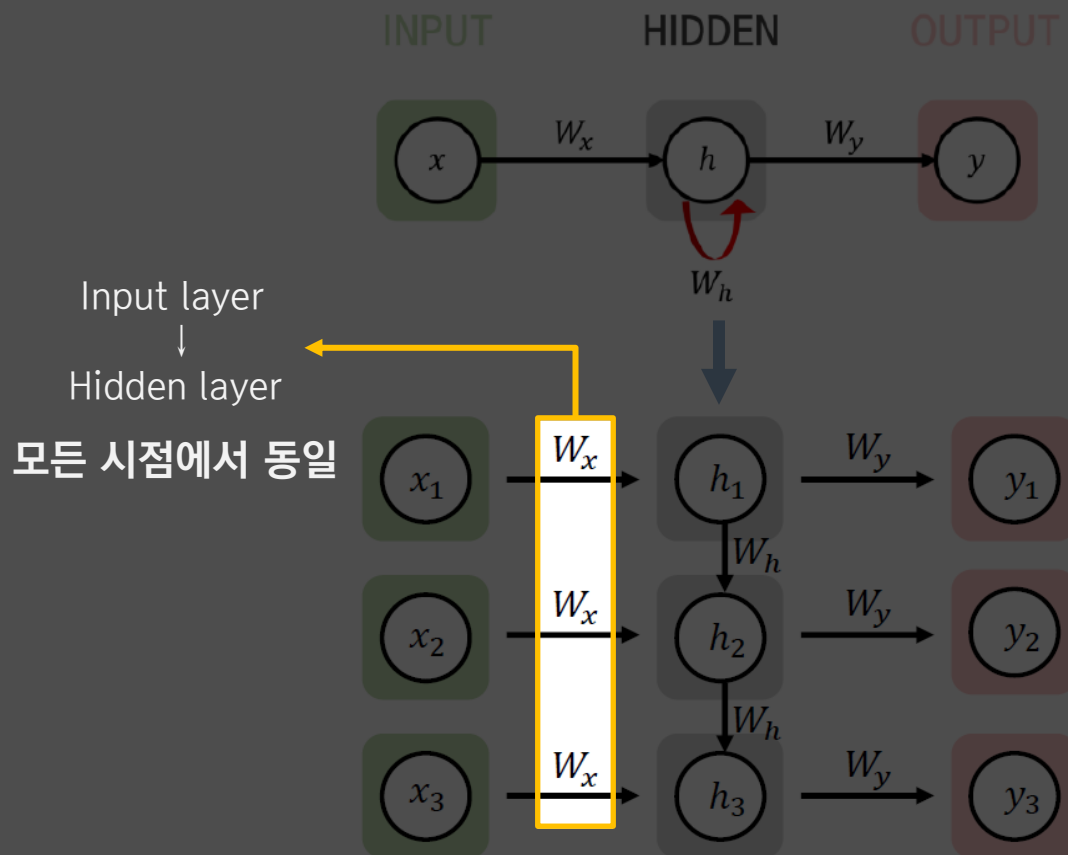 INPUT HIDDEN OUTPUT
x W_x h W_y y
W_h
Input layer
↓
Hidden layer
모든 시점에서 동일
x_1 W_x h_1 W_y y_1
W_h
x_2 W_x h_2 W_y y_2
W_h
x_3 W_x h_3 W_y y_3